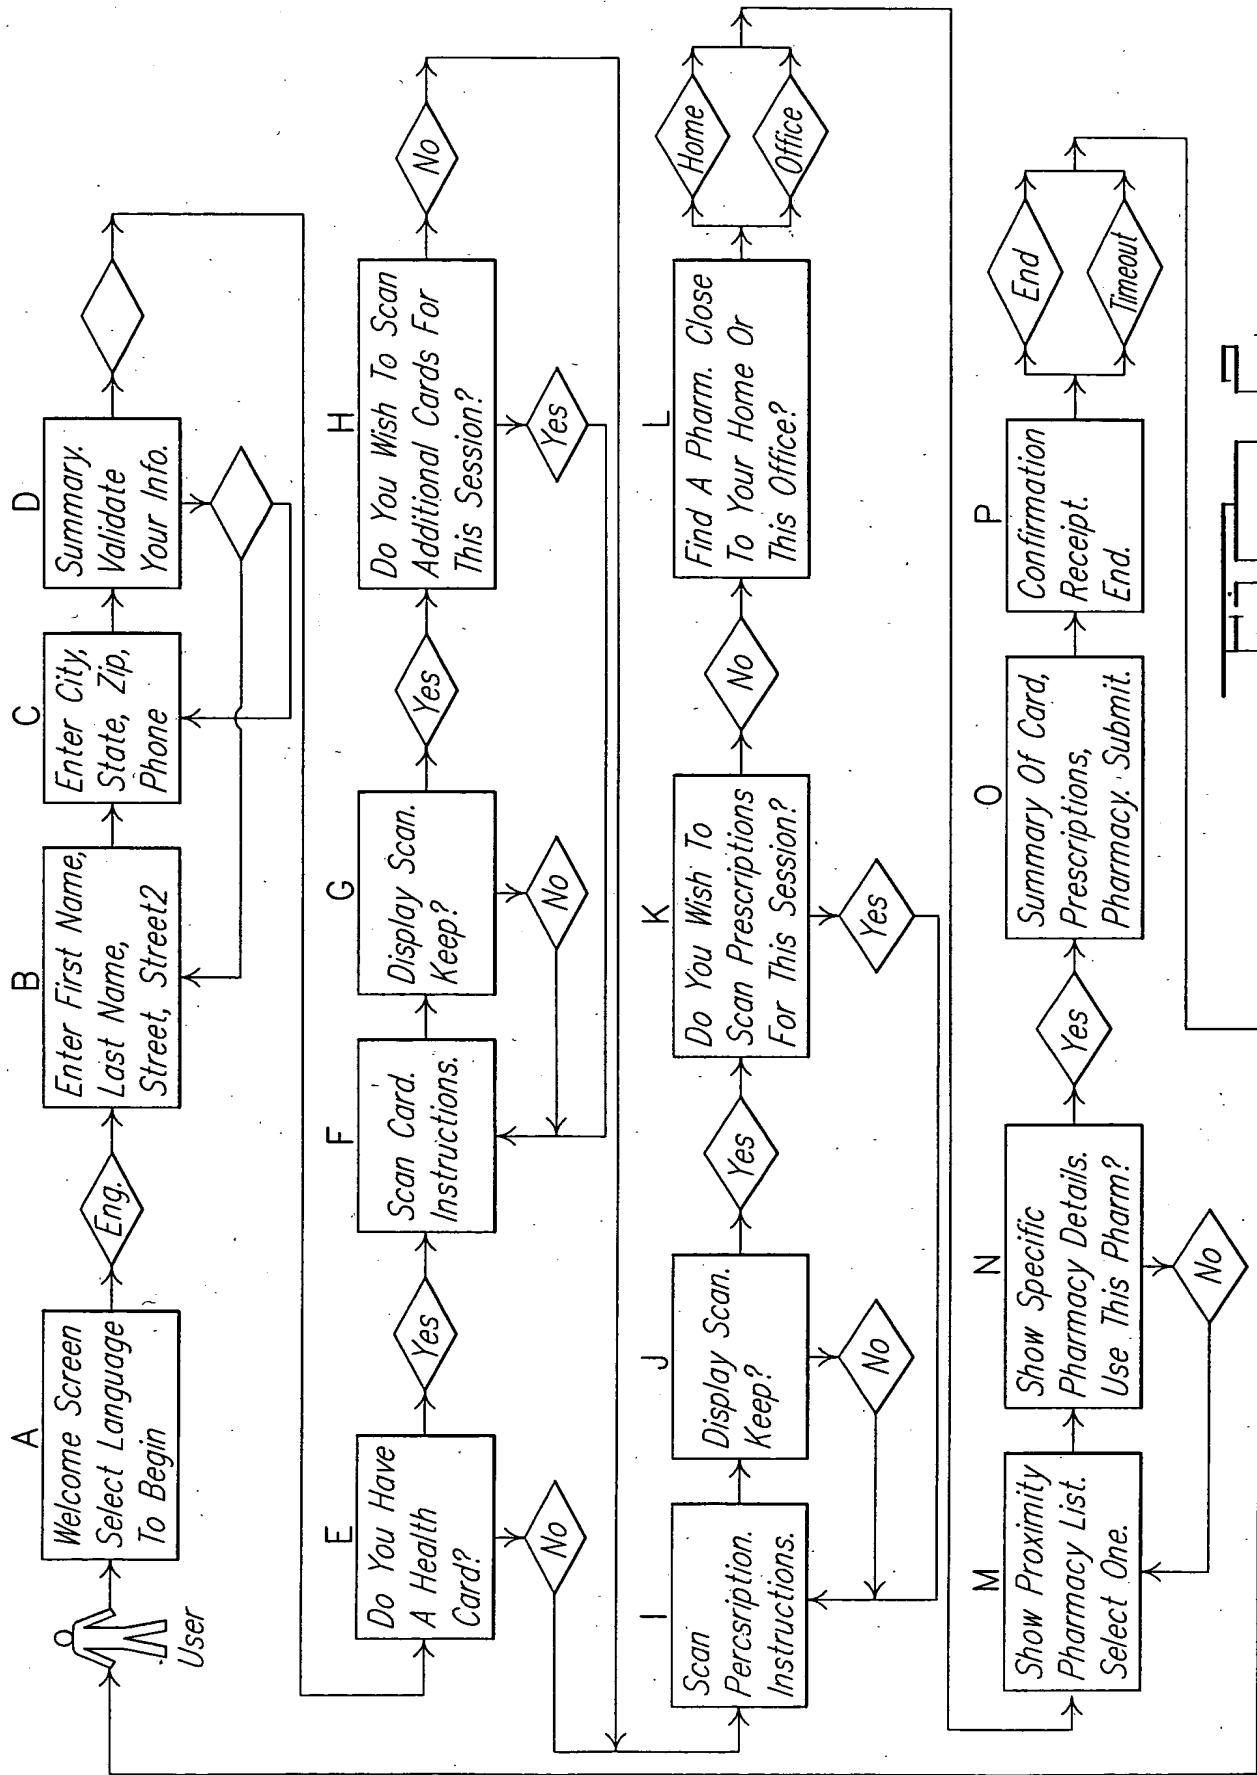 A
Welcome Screen
Select Language
To Begin
User
Eng.
B
Enter First Name,
Last Name,
Street, Street2
C
Enter City,
State, Zip,
Phone
D
Summary.
Validate
Your Info.
E
Do You Have
A Health
Card?
No
Yes
F
Scan Card.
Instructions.
G
Display Scan.
Keep?
No
Yes
H
Do You Wish To Scan
Additional Cards For
This Session?
Yes
No
I
Scan
Percsription.
Instructions.
J
Display Scan.
Keep?
No
Yes
K
Do You Wish To
Scan Prescriptions
For This Session?
Yes
No
L
Find A Pharm. Close
To Your Home Or
This Office?
Home
Office
M
Show Proximity
Pharmacy List.
Select One.
N
Show Specific
Pharmacy Details.
Use This Pharm?
No
Yes
O
Summary Of Card,
Prescriptions,
Pharmacy. Submit.
P
Confirmation
Receipt.
End.
End
Timeout